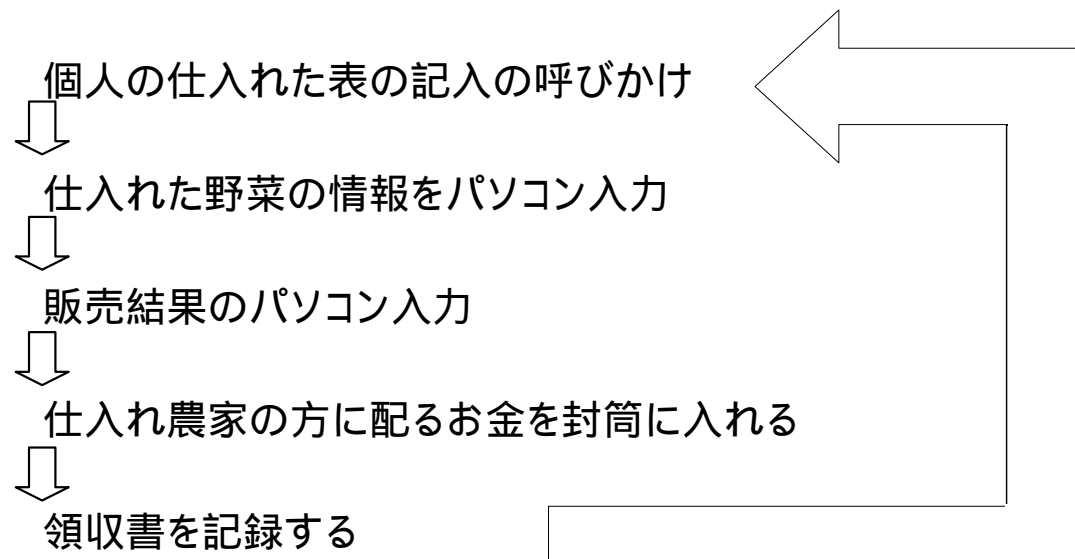 個人の仕入れた表の記入の呼びかけ
仕入れた野菜の情報をパソコン入力
販売結果のパソコン入力
仕入れ農家の方に配るお金を封筒に入れる
領収書を記録する